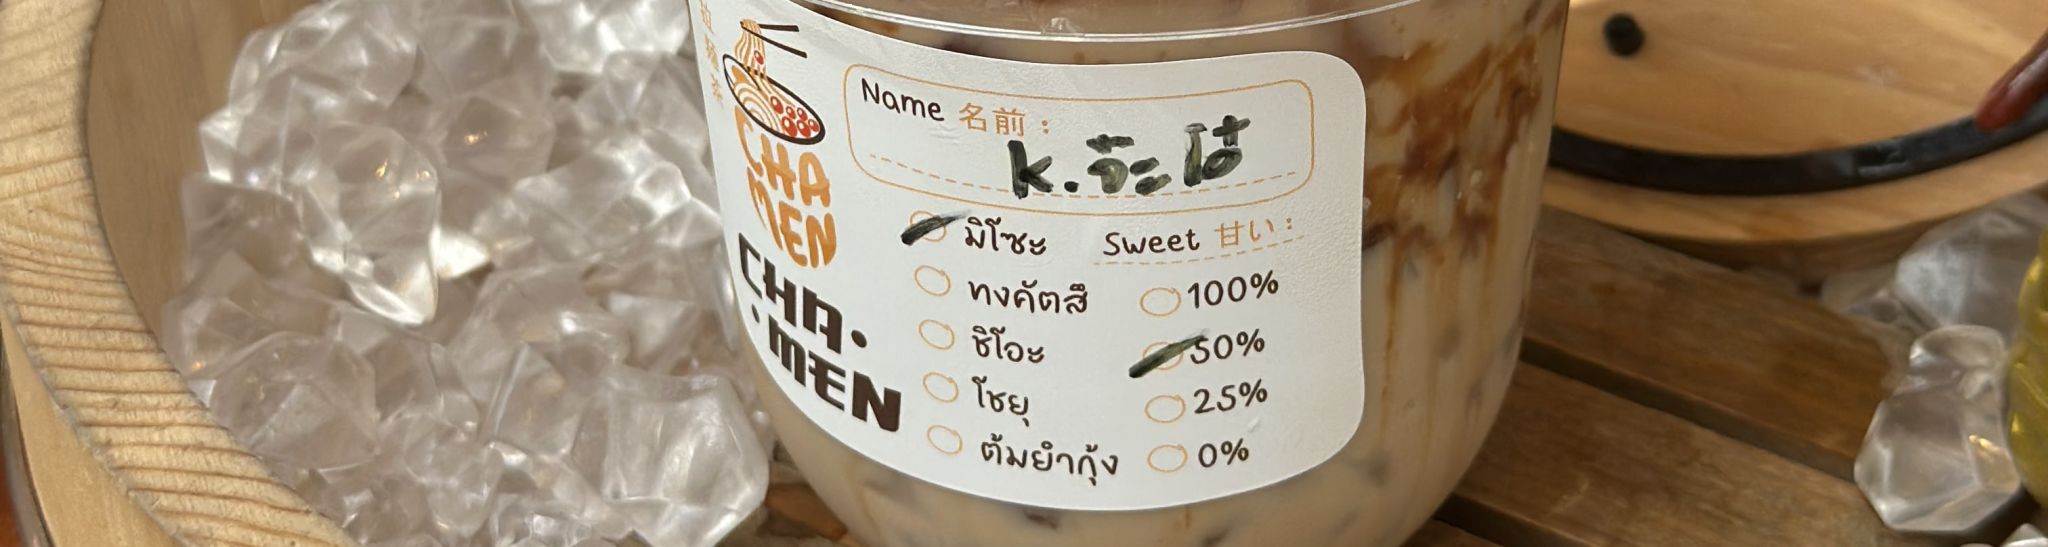 CHA
MEN
CHA・
・MEN
Name 名前 :
k. จ๊ะโอ๋
มิโซะ
ทงคัตสึ
ชิโอะ
โชยุ
ต้มยำกุ้ง
Sweet 甘い :
100%
50%
25%
0%